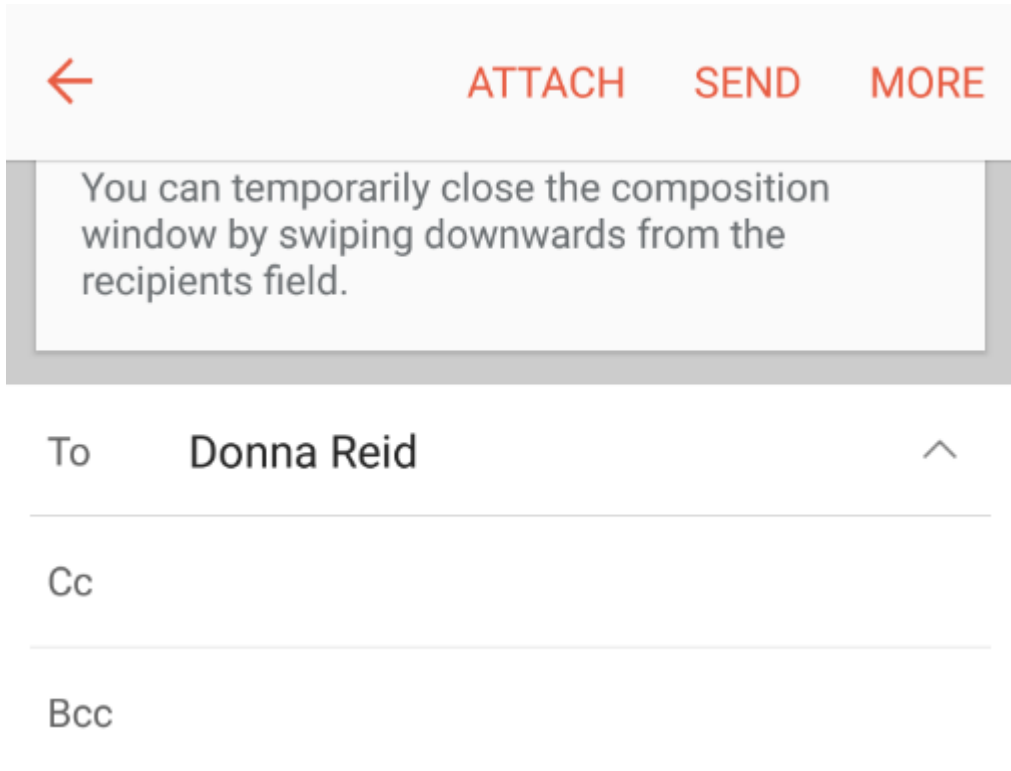 ATTACH SEND MORE
You can temporarily close the composition
window by swiping downwards from the
recipients field.
To Donna Reid
Cc
Bcc